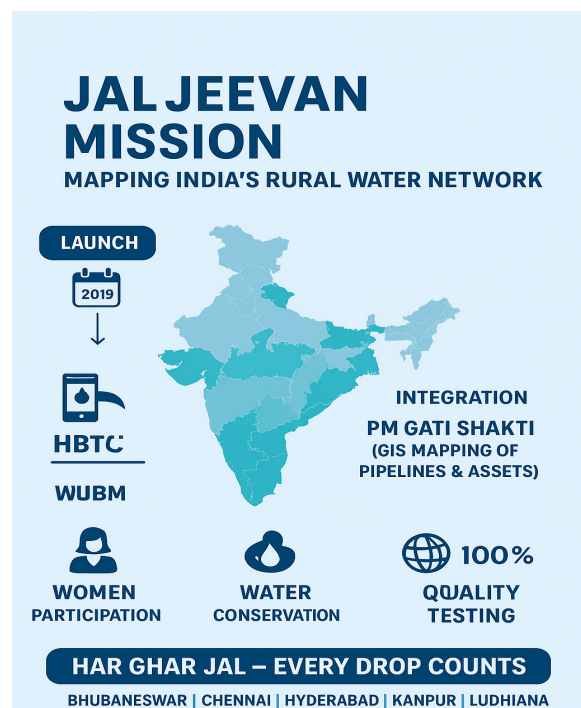 JAL JEEVAN
MISSION
MAPPING INDIA'S RURAL WATER NETWORK
LAUNCH
2019
WUBM
INTEGRATION
PM GATI SHAKTI
(GIS MAPPING OF
PIPELINES & ASSETS)
WOMEN
PARTICIPATION
WATER
CONSERVATION
100%
QUALITY
TESTING
HAR GHAR JAL – EVERY DROP COUNTS
BHUBANESWAR | CHENNAI | HYDERABAD | KANPUR | LUDHIANA